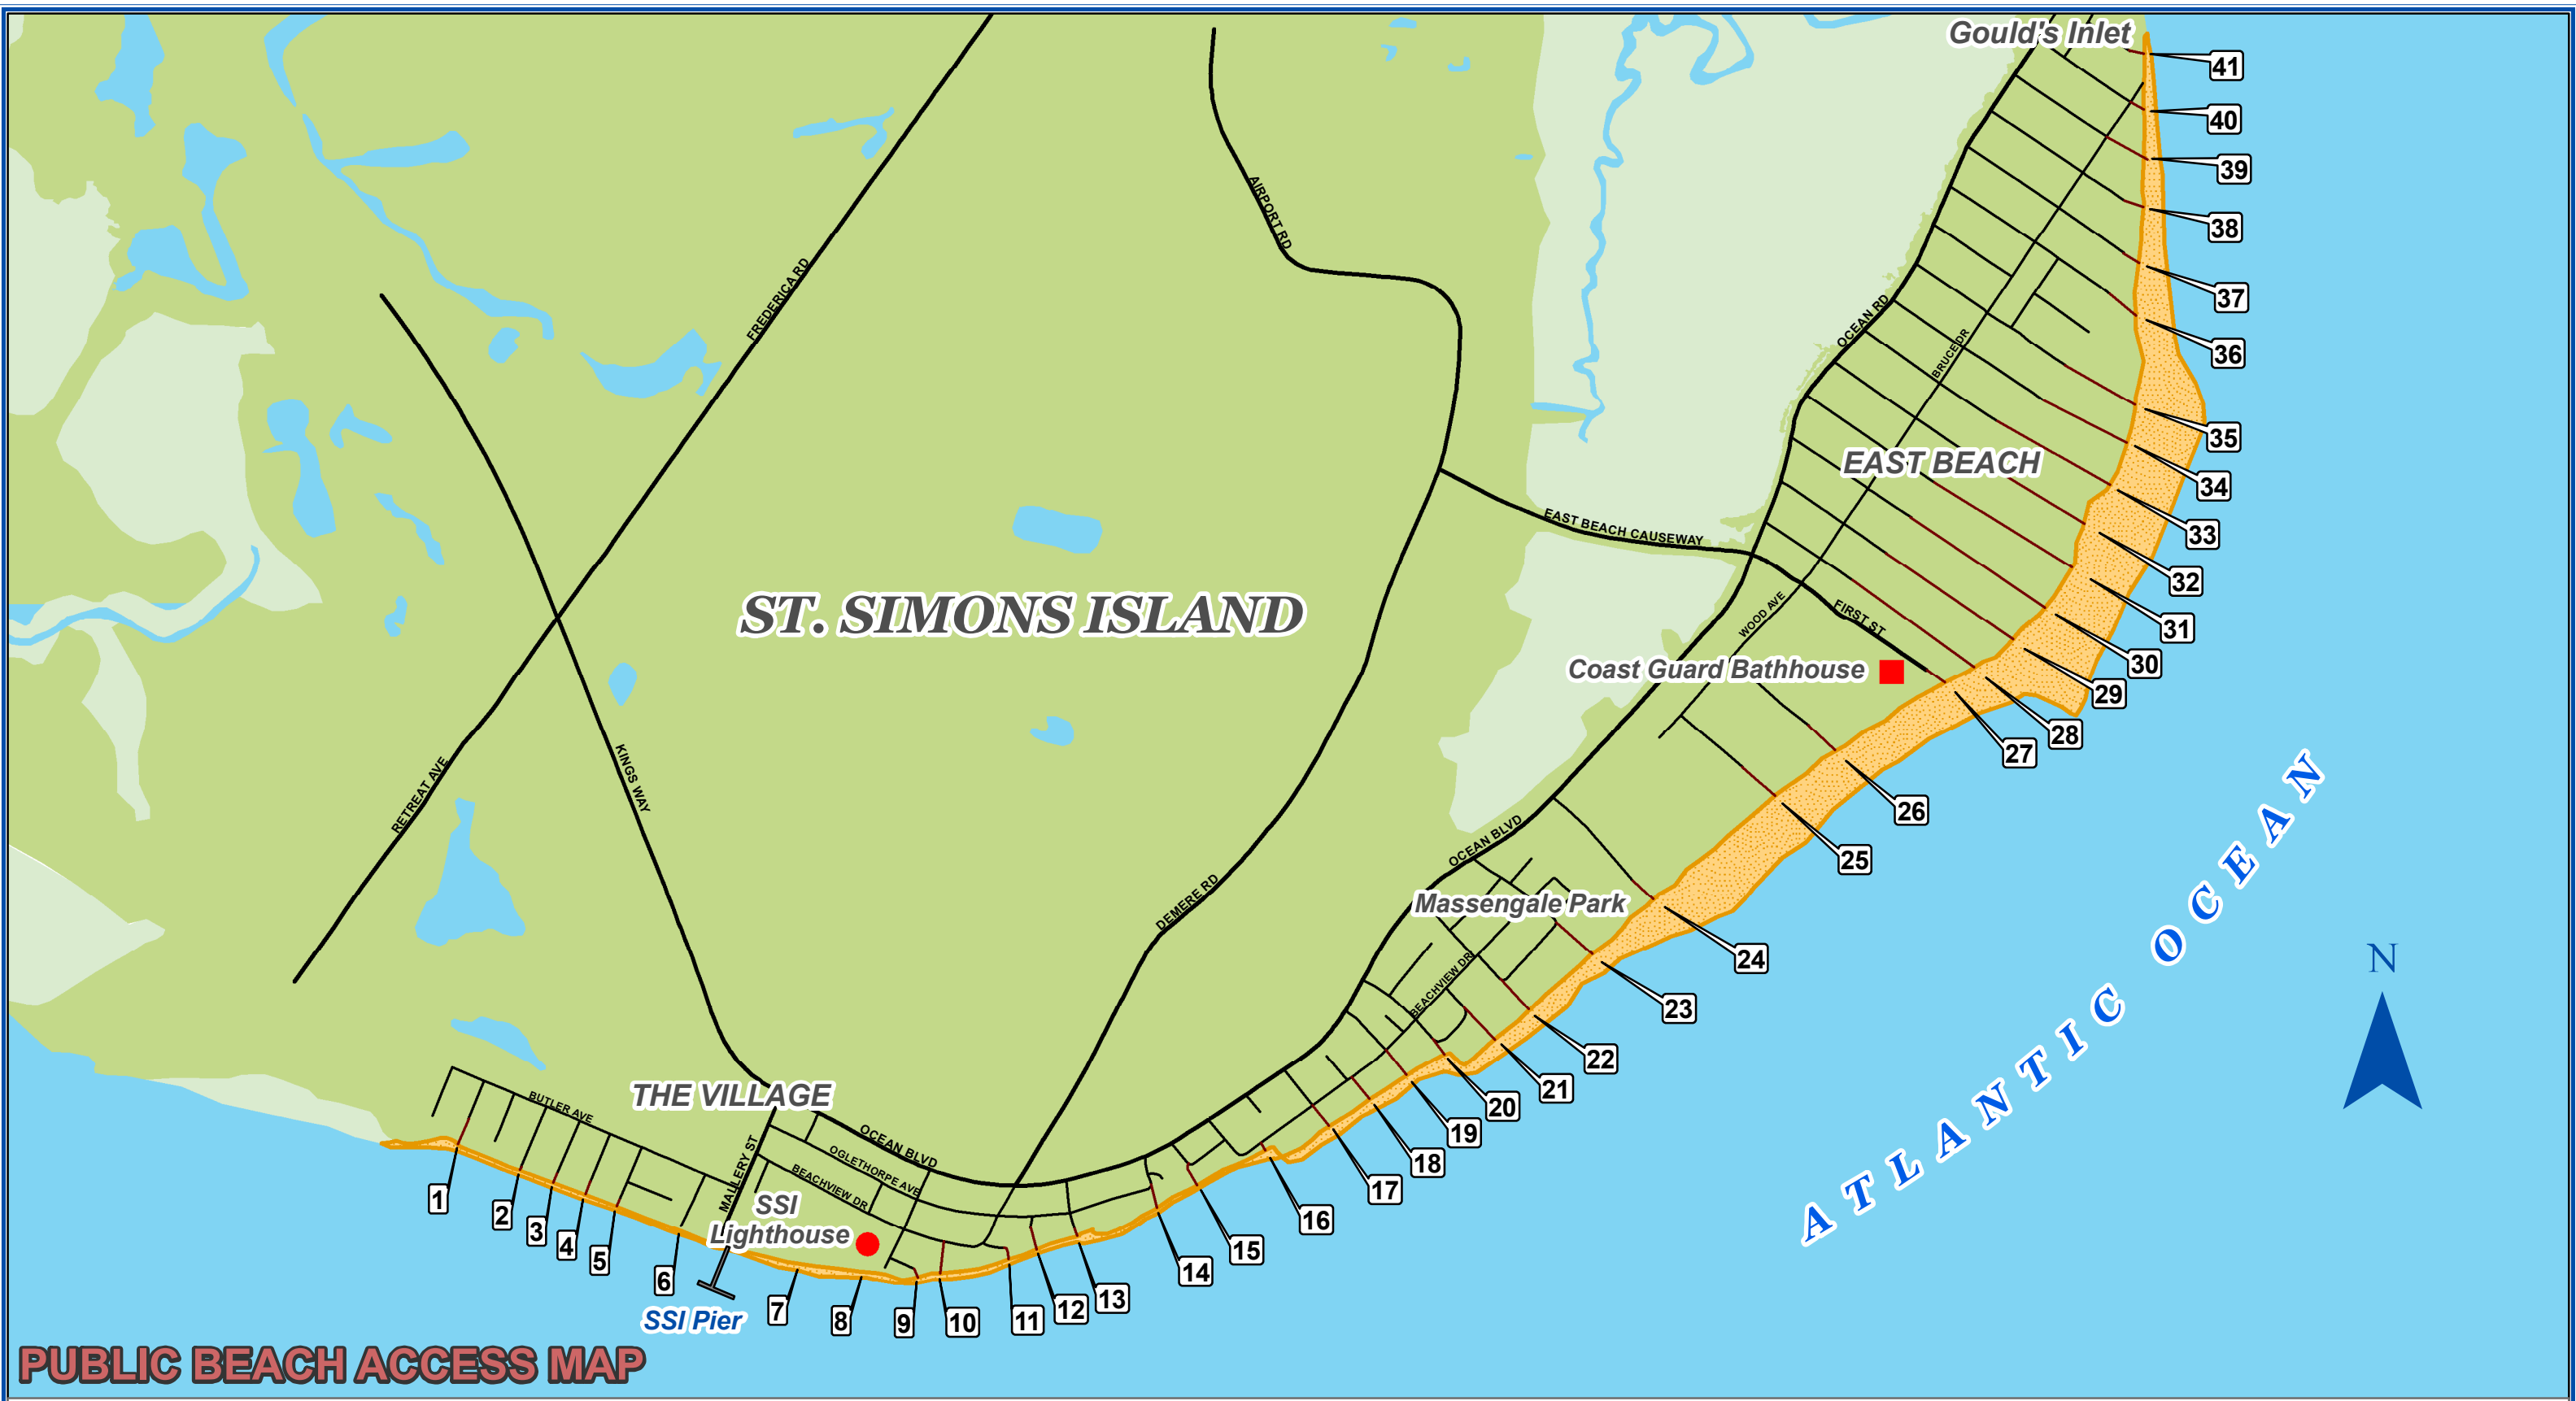 Gould's Inlet
41
40
39
38
37
36
35
34
33
32
31
30
29
28
27
26
25
24
23
22
21
20
19
18
17
16
15
14
13
12
11
10
9
8
7
6
5
4
3
2
1
AIRPORT RD
FREDERICA RD
OCEAN RD
BRUCE DR
EAST BEACH
EAST BEACH CAUSEWAY
ST. SIMONS ISLAND
WOOD AVE
FIRST ST
Coast Guard Bathhouse
RETREAT AVE
KINGS WAY
OCEAN BLVD
DEMERE RD
Massengale Park
BEACHVIEW DR
ATLANTIC OCEAN
N
THE VILLAGE
BUTLER AVE
MALLERY ST
OCEAN BLVD
OGLETHORPE AVE
BEACHVIEW DR
SSI
Lighthouse
SSI Pier
PUBLIC BEACH ACCESS MAP